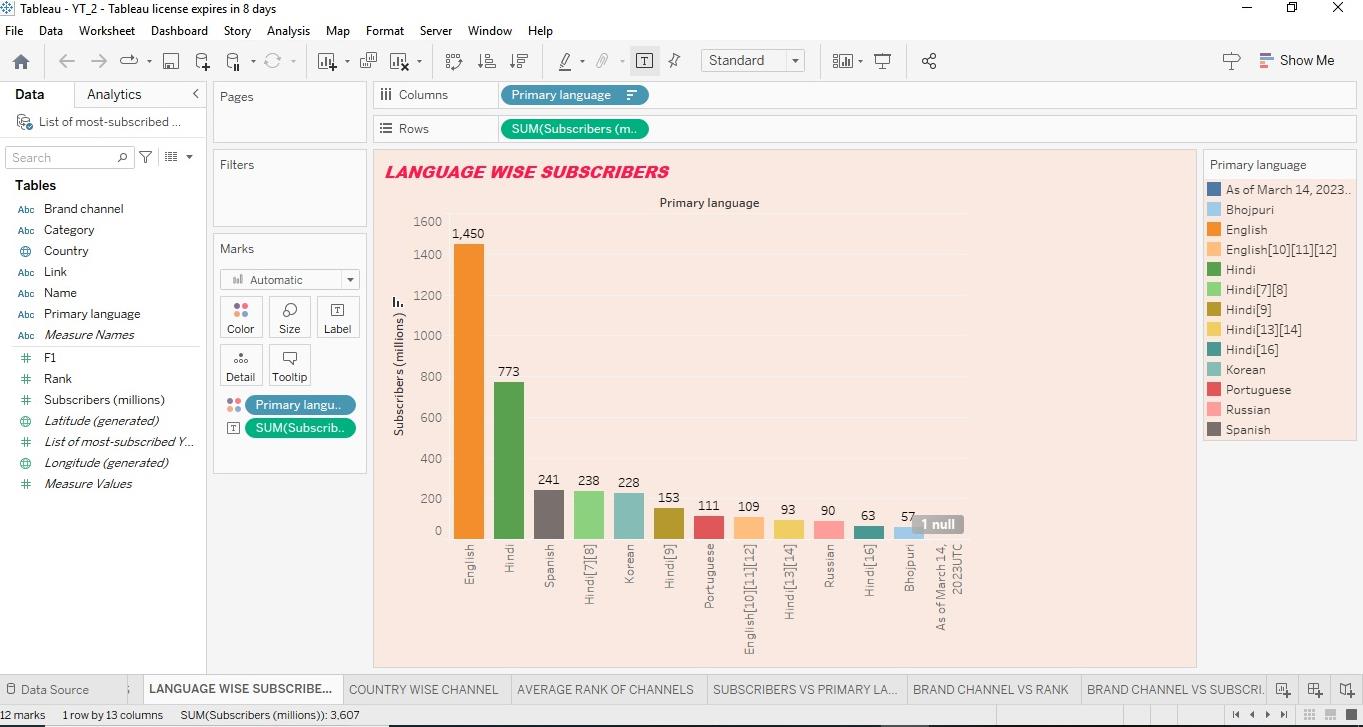 Tableau - YT_2 - Tableau license expires in 8 days
File Data Worksheet Dashboard Story Analysis Map Format Server Window Help
Standard
Show Me
Data Analytics
List of most-subscribed ...
Search
Tables
Abc Brand channel
Abc Category
Country
Abc Link
Abc Name
Abc Primary language
Abc Measure Names
# F1
# Rank
# Subscribers (millions)
Latitude (generated)
# List of most-subscribed Y...
Longitude (generated)
# Measure Values
Pages
Filters
Marks
Automatic
Color Size Label
Detail Tooltip
Primary langu..
SUM(Subscrib..
Columns Primary language
Rows SUM(Subscribers (m..
LANGUAGE WISE SUBSCRIBERS
Primary language
Subscribers (millions)
1600
1400
1200
1000
800
600
400
200
0
1,450
773
241
238
228
153
111
109
93
90
63
57
1 null
English
Hindi
Spanish
Hindi[7][8]
Korean
Hindi[9]
Portuguese
English[10][11][12]
Hindi[13][14]
Russian
Hindi[16]
Bhojpuri
As of March 14,
2023UTC
Primary language
As of March 14, 2023..
Bhojpuri
English
English[10][11][12]
Hindi
Hindi[7][8]
Hindi[9]
Hindi[13][14]
Hindi[16]
Korean
Portuguese
Russian
Spanish
Data Source LANGUAGE WISE SUBSCRIBE... COUNTRY WISE CHANNEL AVERAGE RANK OF CHANNELS SUBSCRIBERS VS PRIMARY LA... BRAND CHANNEL VS RANK BRAND CHANNEL VS SUBSCRI.
12 marks 1 row by 13 columns SUM(Subscribers (millions)): 3,607